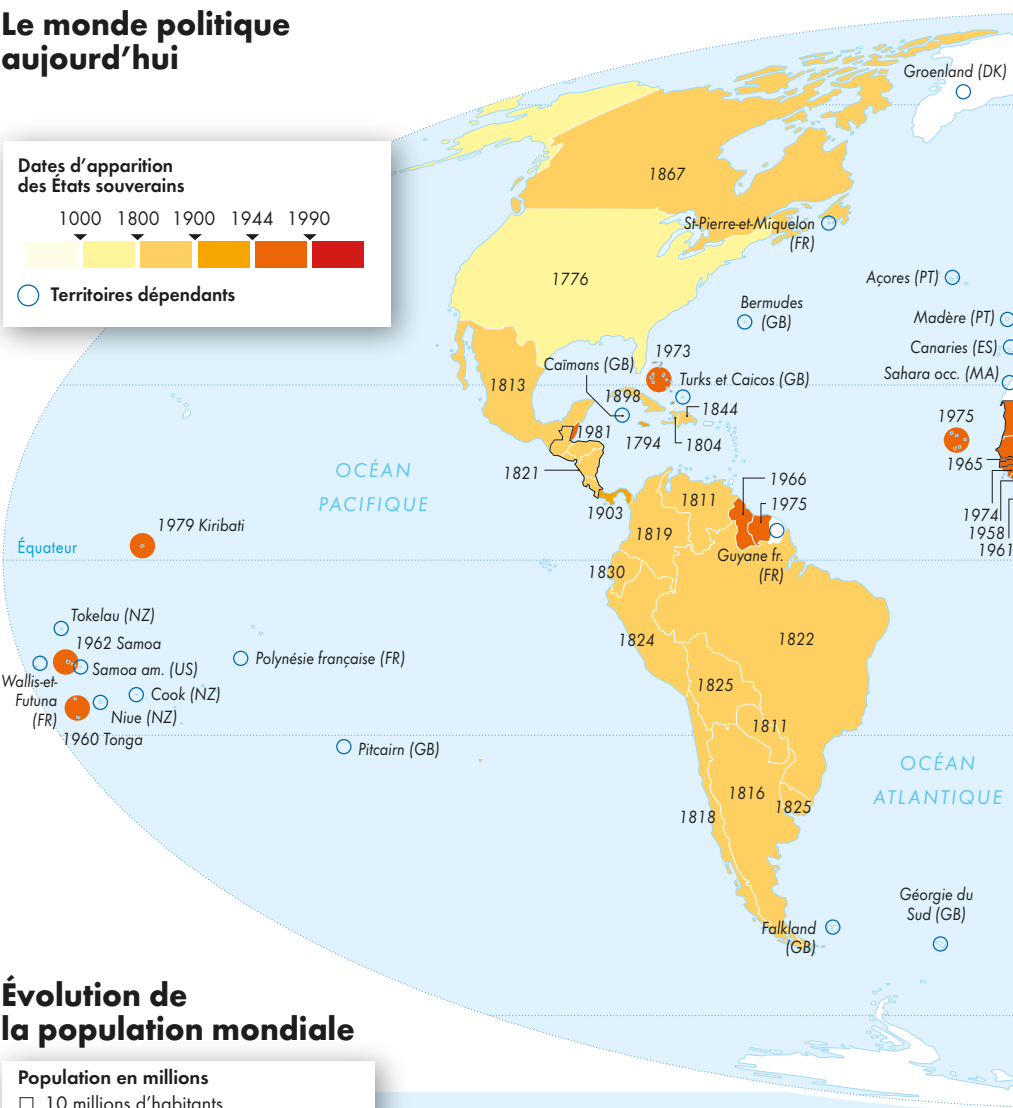 Le monde politique
aujourd’hui
Dates d’apparition
des États souverains
1000 1800 1900 1944 1990
Territoires dépendants
Groenland (DK)
1867
St-Pierre-et-Miquelon
(FR)
1776
Açores (PT)
Bermudes
(GB)
Madère (PT)
Canaries (ES)
Sahara occ. (MA)
1973
Caïmans (GB)
Turks et Caicos (GB)
1813
1898
1844
1981
1794
1804
1821
1975
1965
1974
1958
1961
OCÉAN
PACIFIQUE
1903
1811
1966
1975
1979 Kiribati
Équateur
1819
Guyane fr.
(FR)
1830
Tokelau (NZ)
1962 Samoa
Samoa am. (US)
Wallis-et-
Futuna
(FR)
Cook (NZ)
Niue (NZ)
1960 Tonga
Polynésie française (FR)
Pitcairn (GB)
1824
1822
1825
1811
1816
1825
1818
OCÉAN
ATLANTIQUE
Géorgie du
Sud (GB)
Falkland
(GB)
Évolution de
la population mondiale
Population en millions
10 millions d’habitants